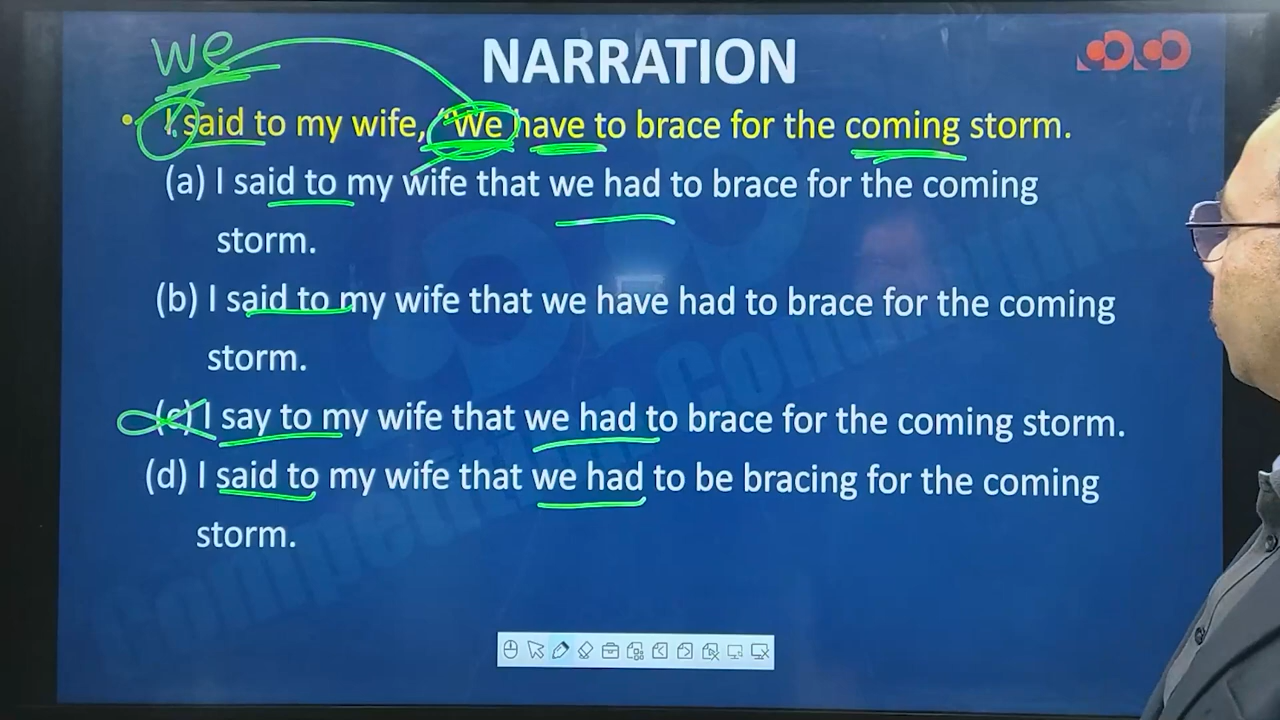 we
NARRATION
• I said to my wife, “We have to brace for the coming storm.
(a) I said to my wife that we had to brace for the coming
storm.
(b) I said to my wife that we have had to brace for the coming
storm.
(c) I say to my wife that we had to brace for the coming storm.
(d) I said to my wife that we had to be bracing for the coming
storm.